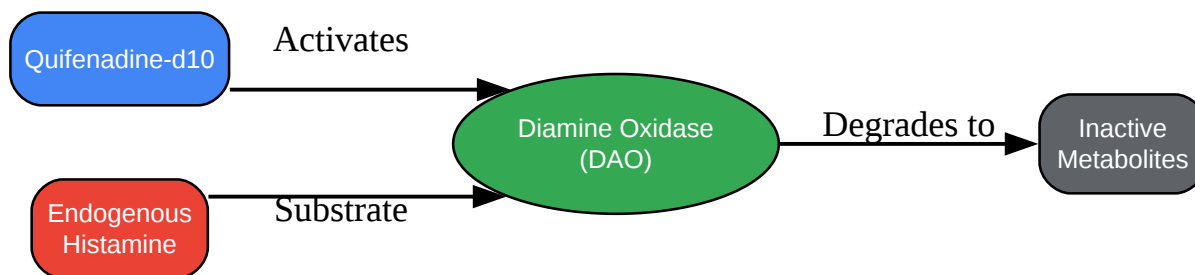 Quifenadine-d10
Activates
Diamine Oxidase
(DAO)
Degrades to
Inactive
Metabolites
Endogenous
Histamine
Substrate